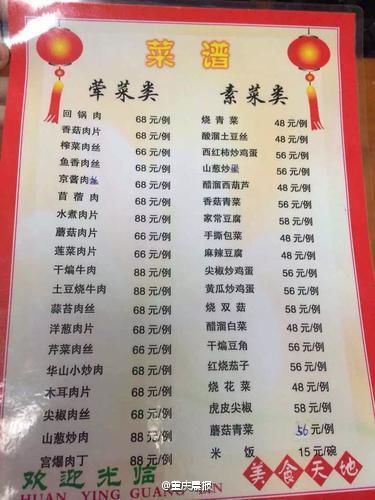 菜谱
荤菜类
回锅肉 68元/例
香菇肉片 68元/例
榨菜肉丝 66元/例
鱼香肉丝 68元/例
京酱肉丝 68元/例
苜蓿肉 68元/例
水煮肉片 88元/例
蘑菇肉片 66元/例
莲菜肉片 66元/例
干煸牛肉 88元/例
土豆烧牛肉 88元/例
蒜苔肉丝 68元/例
洋葱肉片 68元/例
芹菜肉丝 66元/例
华山小炒肉 68元/例
木耳肉片 68元/例
尖椒肉丝 68元/例
山葱炒肉 88元/例
宫爆肉丁 88元/例
素菜类
烧青菜 48元/例
酸溜土豆丝 48元/例
西红柿炒鸡蛋 56元/例
山葱炒蛋 56元/例
醋溜西葫芦 48元/例
香菇青菜 56元/例
家常豆腐 58元/例
手撕包菜 48元/例
麻辣豆腐 48元/例
尖椒炒鸡蛋 56元/例
黄瓜炒鸡蛋 56元/例
烧双菇 58元/例
醋溜白菜 48元/例
干煸豆角 56元/例
红烧茄子 56元/例
烧花菜 48元/例
虎皮尖椒 58元/例
蘑菇青菜 56元/例
米饭 15元/碗
欢迎光临
HUAN YING GUANG LIN
美食天地
@重庆晨报